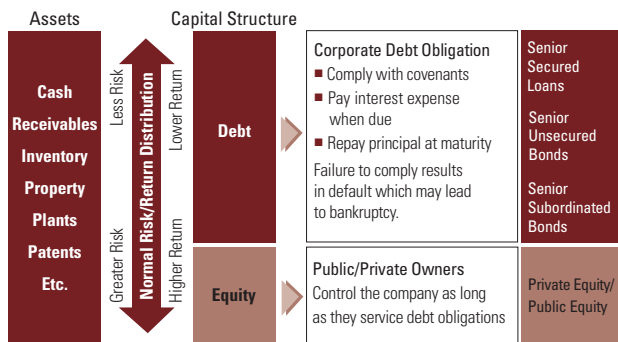 Assets
Capital Structure
Cash
Receivables
Inventory
Property
Plants
Patents
Etc.
Less Risk
Greater Risk
Normal Risk/Return Distribution
Lower Return
Higher Return
Debt
Corporate Debt Obligation
■ Comply with covenants
■ Pay interest expense
when due
■ Repay principal at maturity
Failure to comply results
in default which may lead
to bankruptcy.
Senior
Secured
Loans
Senior
Unsecured
Bonds
Senior
Subordinated
Bonds
Equity
Public/Private Owners
Control the company as long
as they service debt obligations
Private Equity/
Public Equity